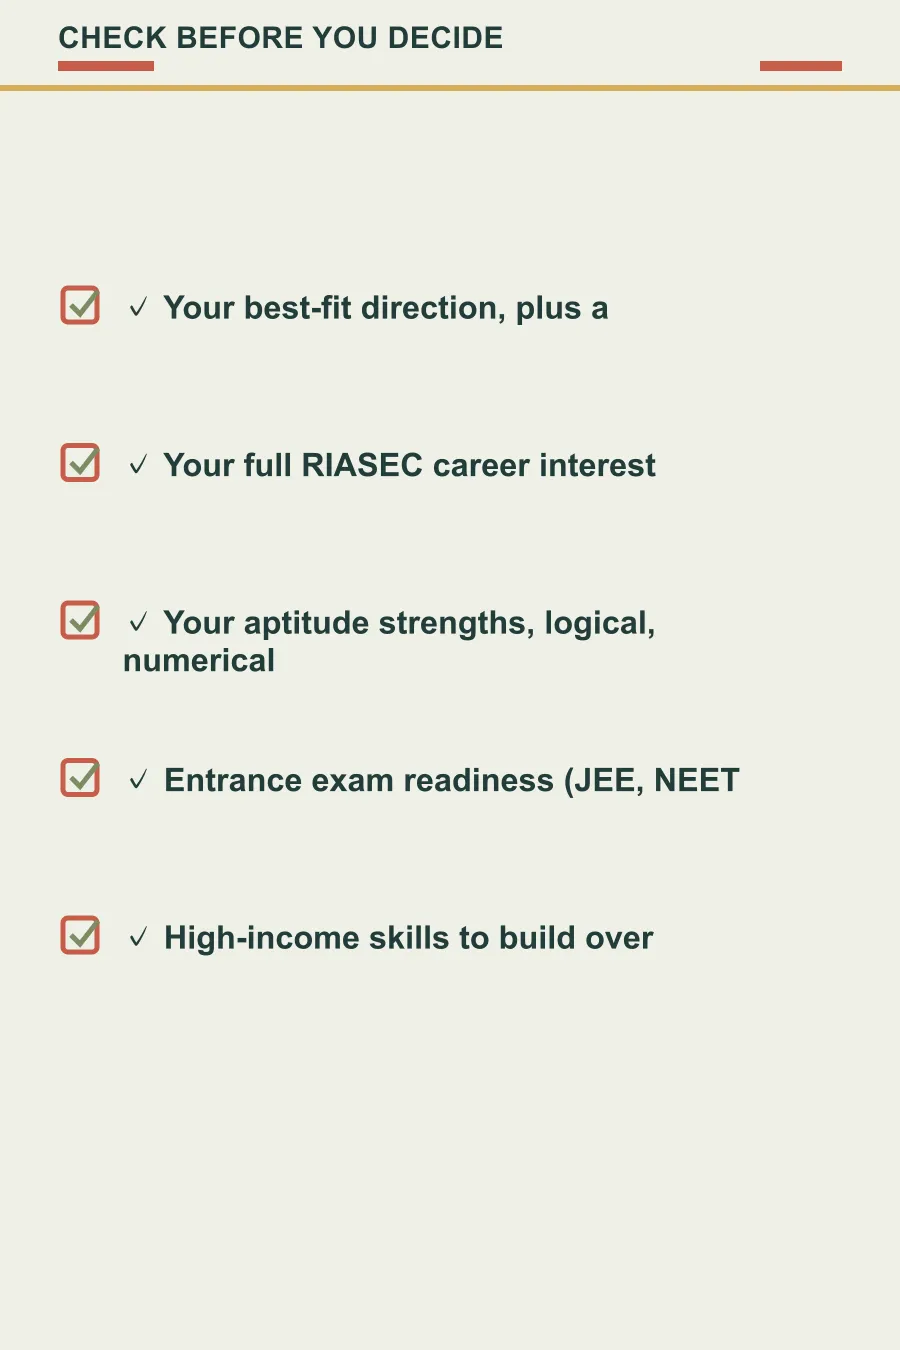 CHECK BEFORE YOU DECIDE
✓ Your best-fit direction, plus a
✓ Your full RIASEC career interest
✓ Your aptitude strengths, logical,
numerical
✓ Entrance exam readiness (JEE, NEET
✓ High-income skills to build over